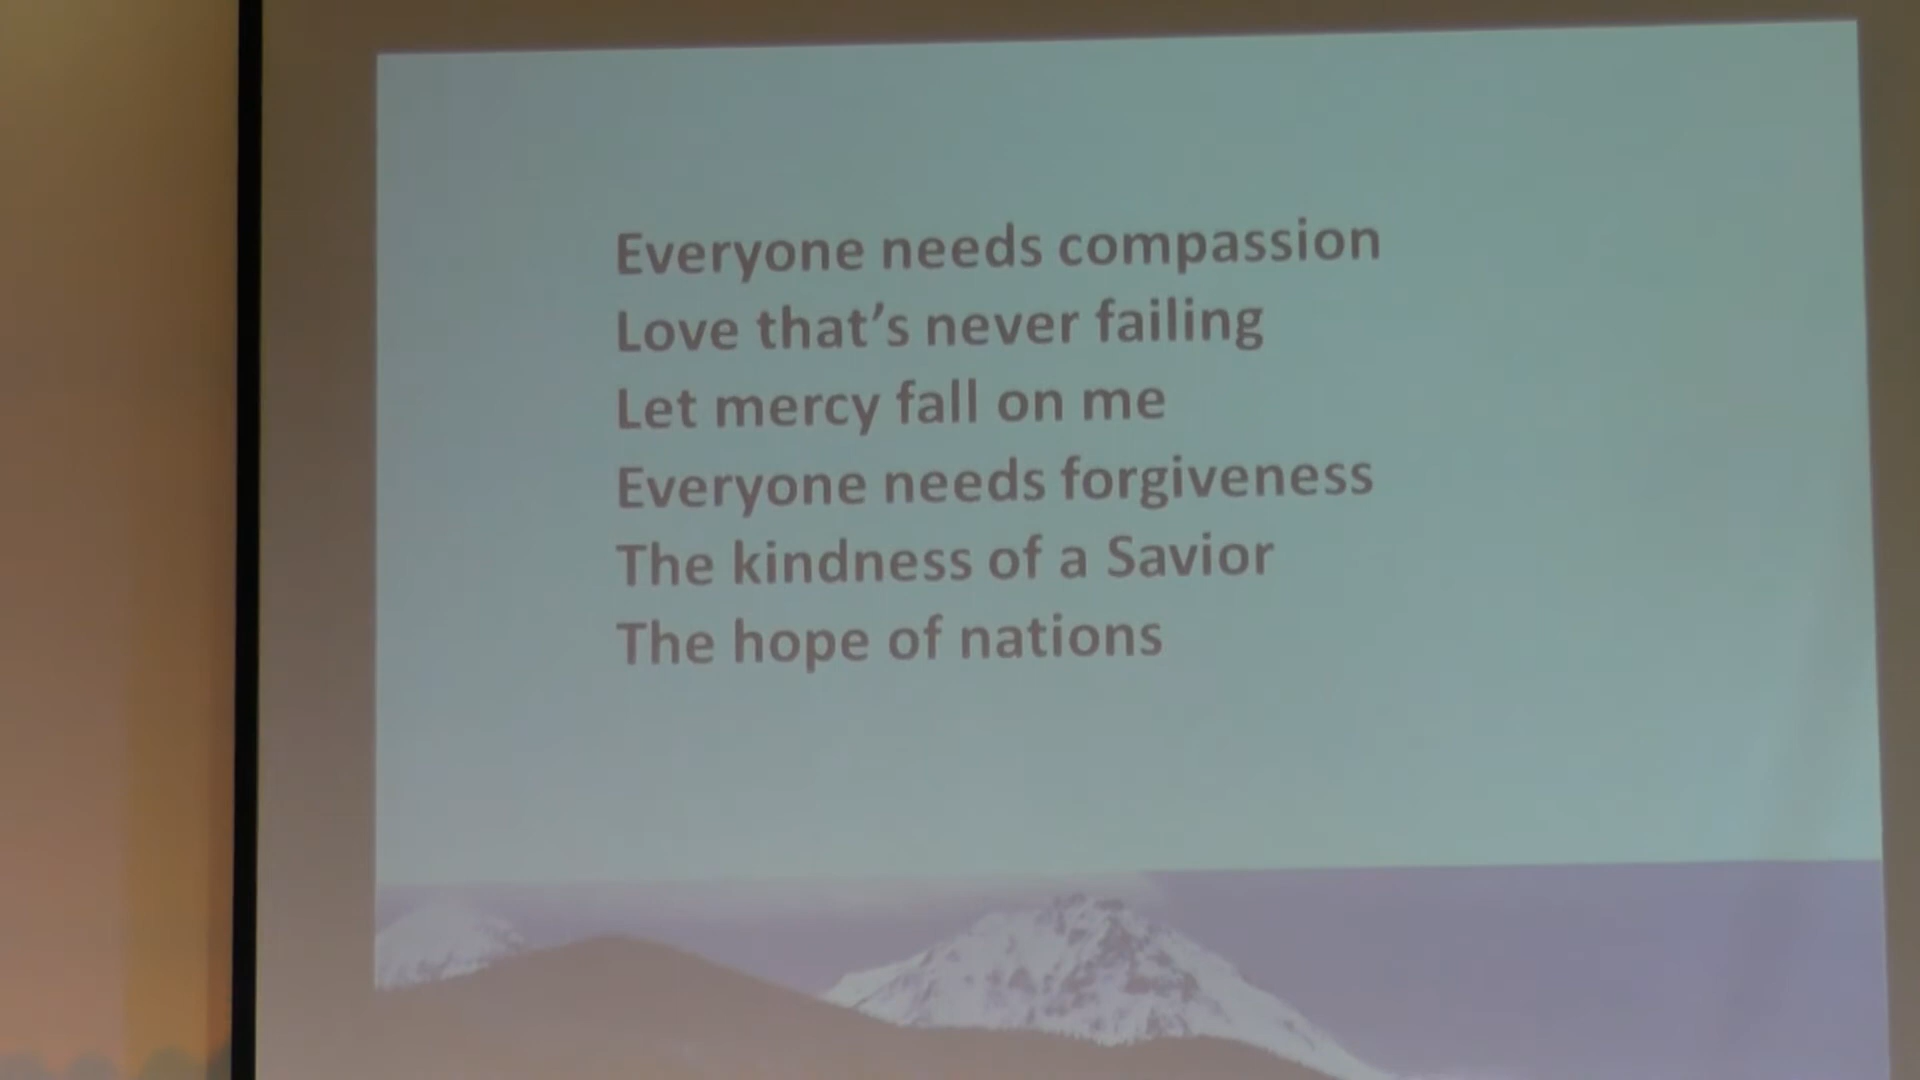 Everyone needs compassion
Love that’s never failing
Let mercy fall on me
Everyone needs forgiveness
The kindness of a Savior
The hope of nations